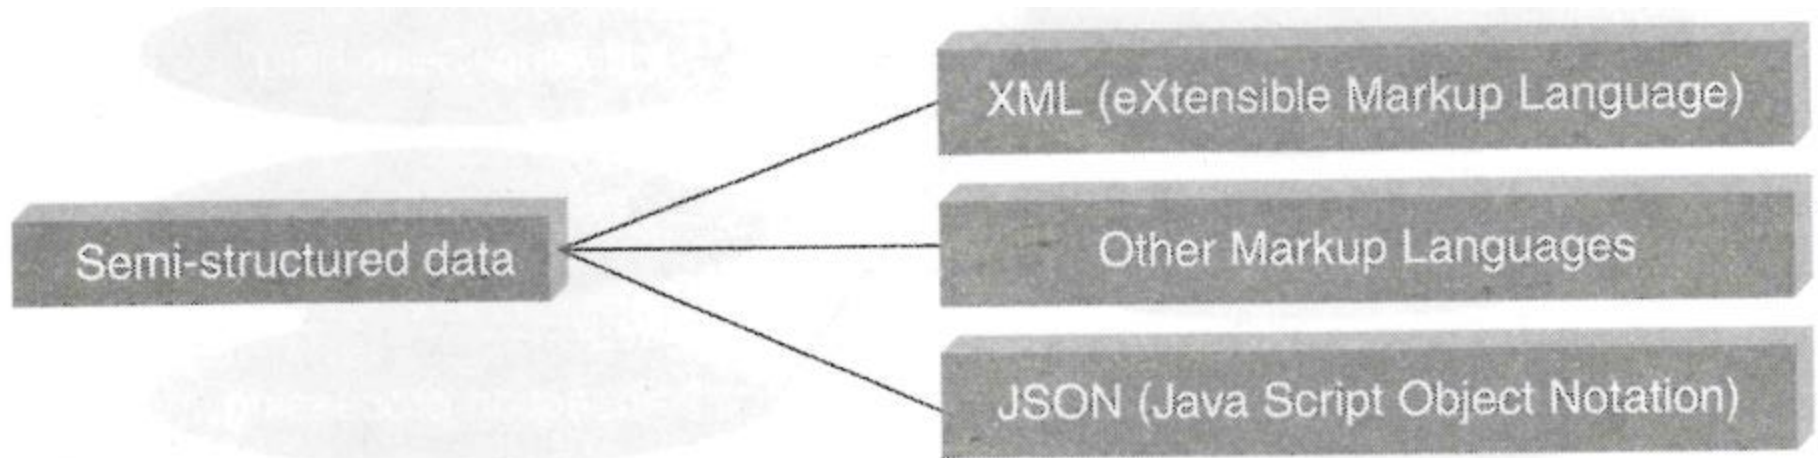 XML (eXtensible Markup Language)
Semi-structured data
Other Markup Languages
JSON (Java Script Object Notation)